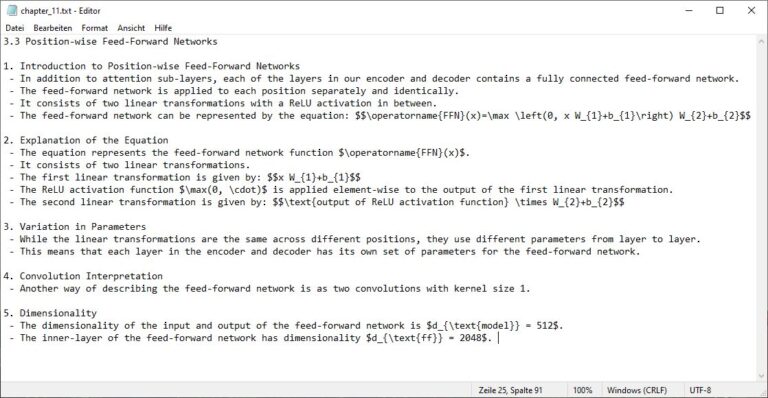 chapter_11.txt - Editor
Datei Bearbeiten Format Ansicht Hilfe
3.3 Position-wise Feed-Forward Networks
1. Introduction to Position-wise Feed-Forward Networks
- In addition to attention sub-layers, each of the layers in our encoder and decoder contains a fully connected feed-forward network.
- The feed-forward network is applied to each position separately and identically.
- It consists of two linear transformations with a ReLU activation in between.
- The feed-forward network can be represented by the equation: $$\operatorname{FFN}(x)=\max \left(0, x W_{1}+b_{1}\right) W_{2}+b_{2}$$
2. Explanation of the Equation
- The equation represents the feed-forward network function $\operatorname{FFN}(x)$.
- It consists of two linear transformations.
- The first linear transformation is given by: $$x W_{1}+b_{1}$$
- The ReLU activation function $\max(0, \cdot)$ is applied element-wise to the output of the first linear transformation.
- The second linear transformation is given by: $$\text{output of ReLU activation function} \times W_{2}+b_{2}$$
3. Variation in Parameters
- While the linear transformations are the same across different positions, they use different parameters from layer to layer.
- This means that each layer in the encoder and decoder has its own set of parameters for the feed-forward network.
4. Convolution Interpretation
- Another way of describing the feed-forward network is as two convolutions with kernel size 1.
5. Dimensionality
- The dimensionality of the input and output of the feed-forward network is $d_{\text{model}} = 512$.
- The inner-layer of the feed-forward network has dimensionality $d_{\text{ff}} = 2048$.
Zeile 25, Spalte 91 100% Windows (CRLF) UTF-8